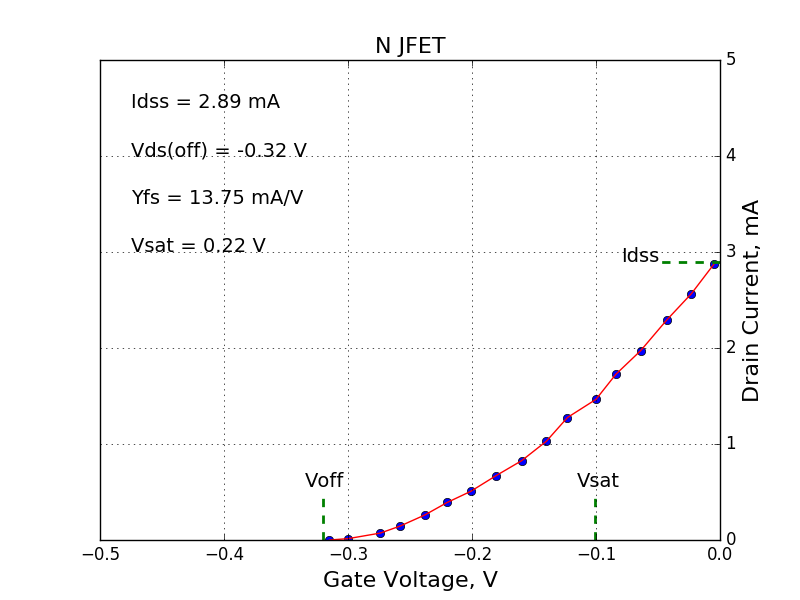 N JFET
Idss = 2.89 mA
Vds(off) = -0.32 V
Yfs = 13.75 mA/V
Vsat = 0.22 V
Idss
Voff
Vsat
5
4
3
2
1
0
Drain Current, mA
−0.5 −0.4 −0.3 −0.2 −0.1 0.0
Gate Voltage, V